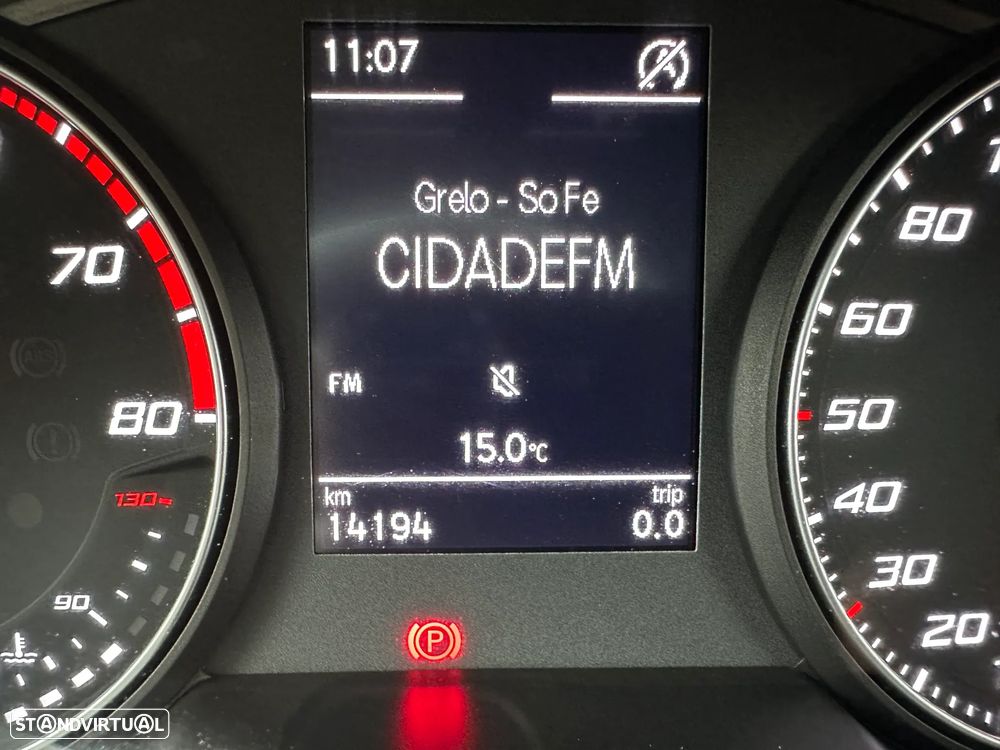 11:07
A
Grelo - So Fe
CIDADEFM
FM
15.0°C
km
trip
14194
0.0
70
80
130
90
80
60
50
40
30
20
P
STANDVIRTUAL